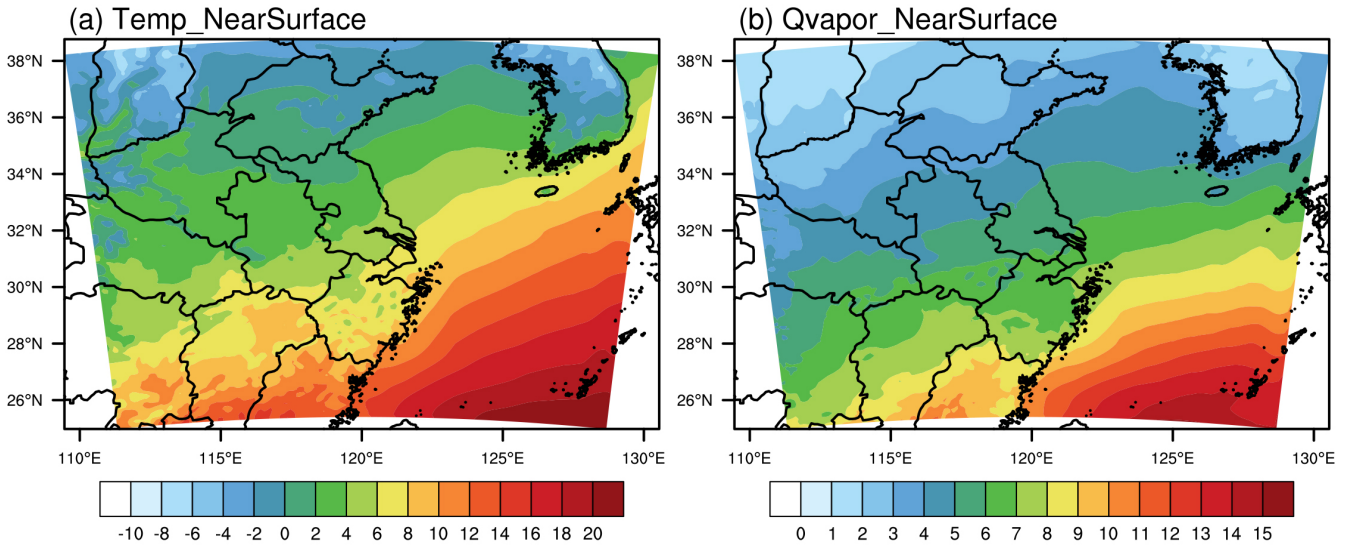 (a) Temp_NearSurface
38°N
36°N
34°N
32°N
30°N
28°N
26°N
110°E 115°E 120°E 125°E 130°E
-10 -8 -6 -4 -2 0 2 4 6 8 10 12 14 16 18 20
(b) Qvapor_NearSurface
38°N
36°N
34°N
32°N
30°N
28°N
26°N
110°E 115°E 120°E 125°E 130°E
0 1 2 3 4 5 6 7 8 9 10 11 12 13 14 15